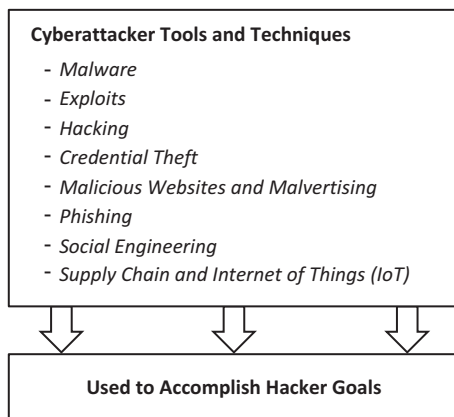 Cyberattacker Tools and Techniques
- Malware
- Exploits
- Hacking
- Credential Theft
- Malicious Websites and Malvertising
- Phishing
- Social Engineering
- Supply Chain and Internet of Things (IoT)
Used to Accomplish Hacker Goals